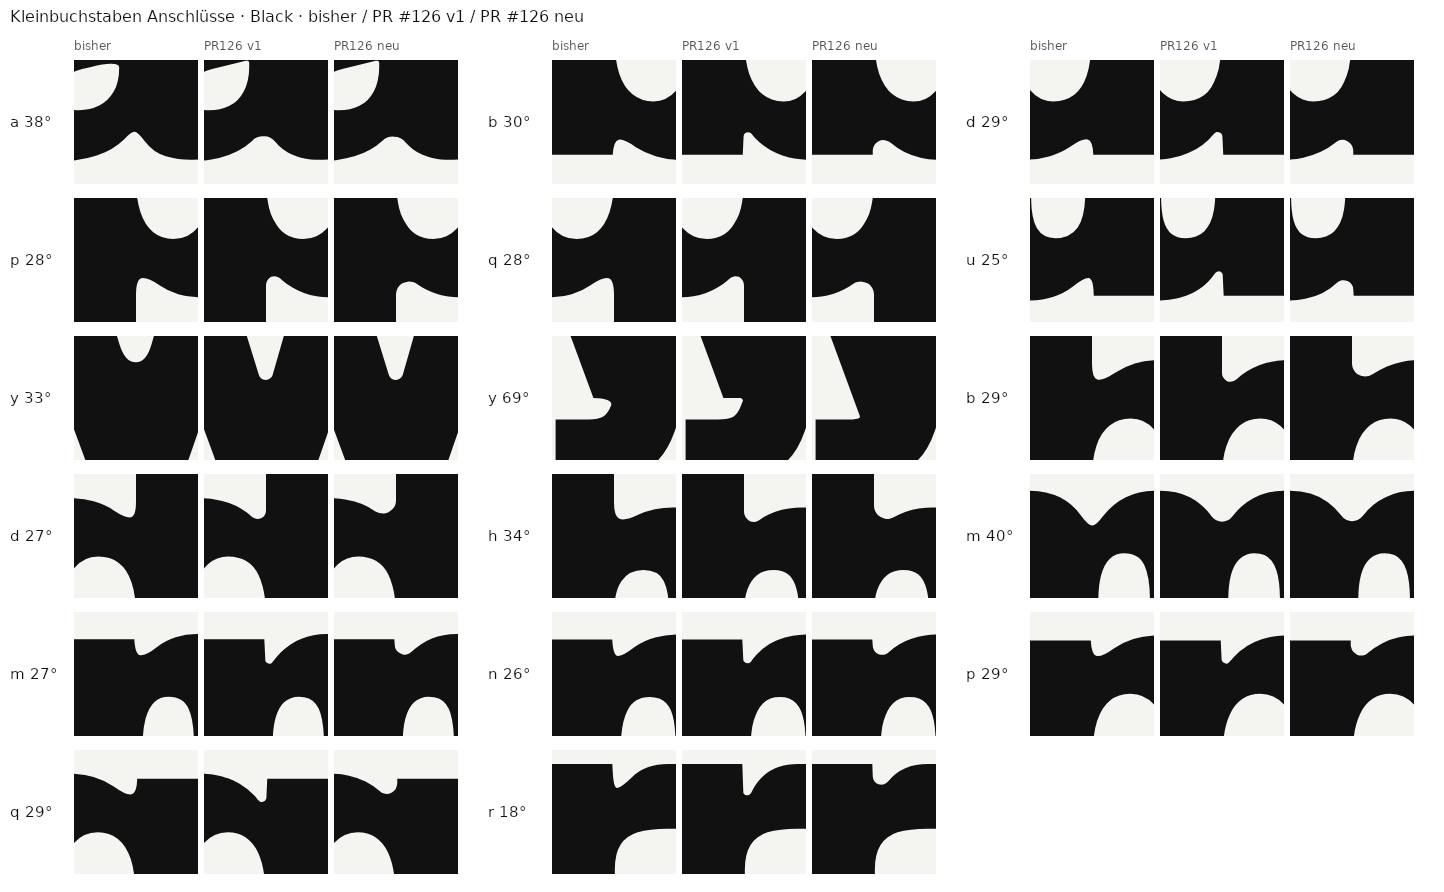 Kleinbuchstaben Anschlüsse · Black · bisher / PR #126 v1 / PR #126 neu
bisher PR126 v1 PR126 neu bisher PR126 v1 PR126 neu bisher PR126 v1 PR126 neu
a 38° b 30° d 29°
p 28° q 28° u 25°
y 33° y 69° b 29°
d 27° h 34° m 40°
m 27° n 26° p 29°
q 29° r 18°